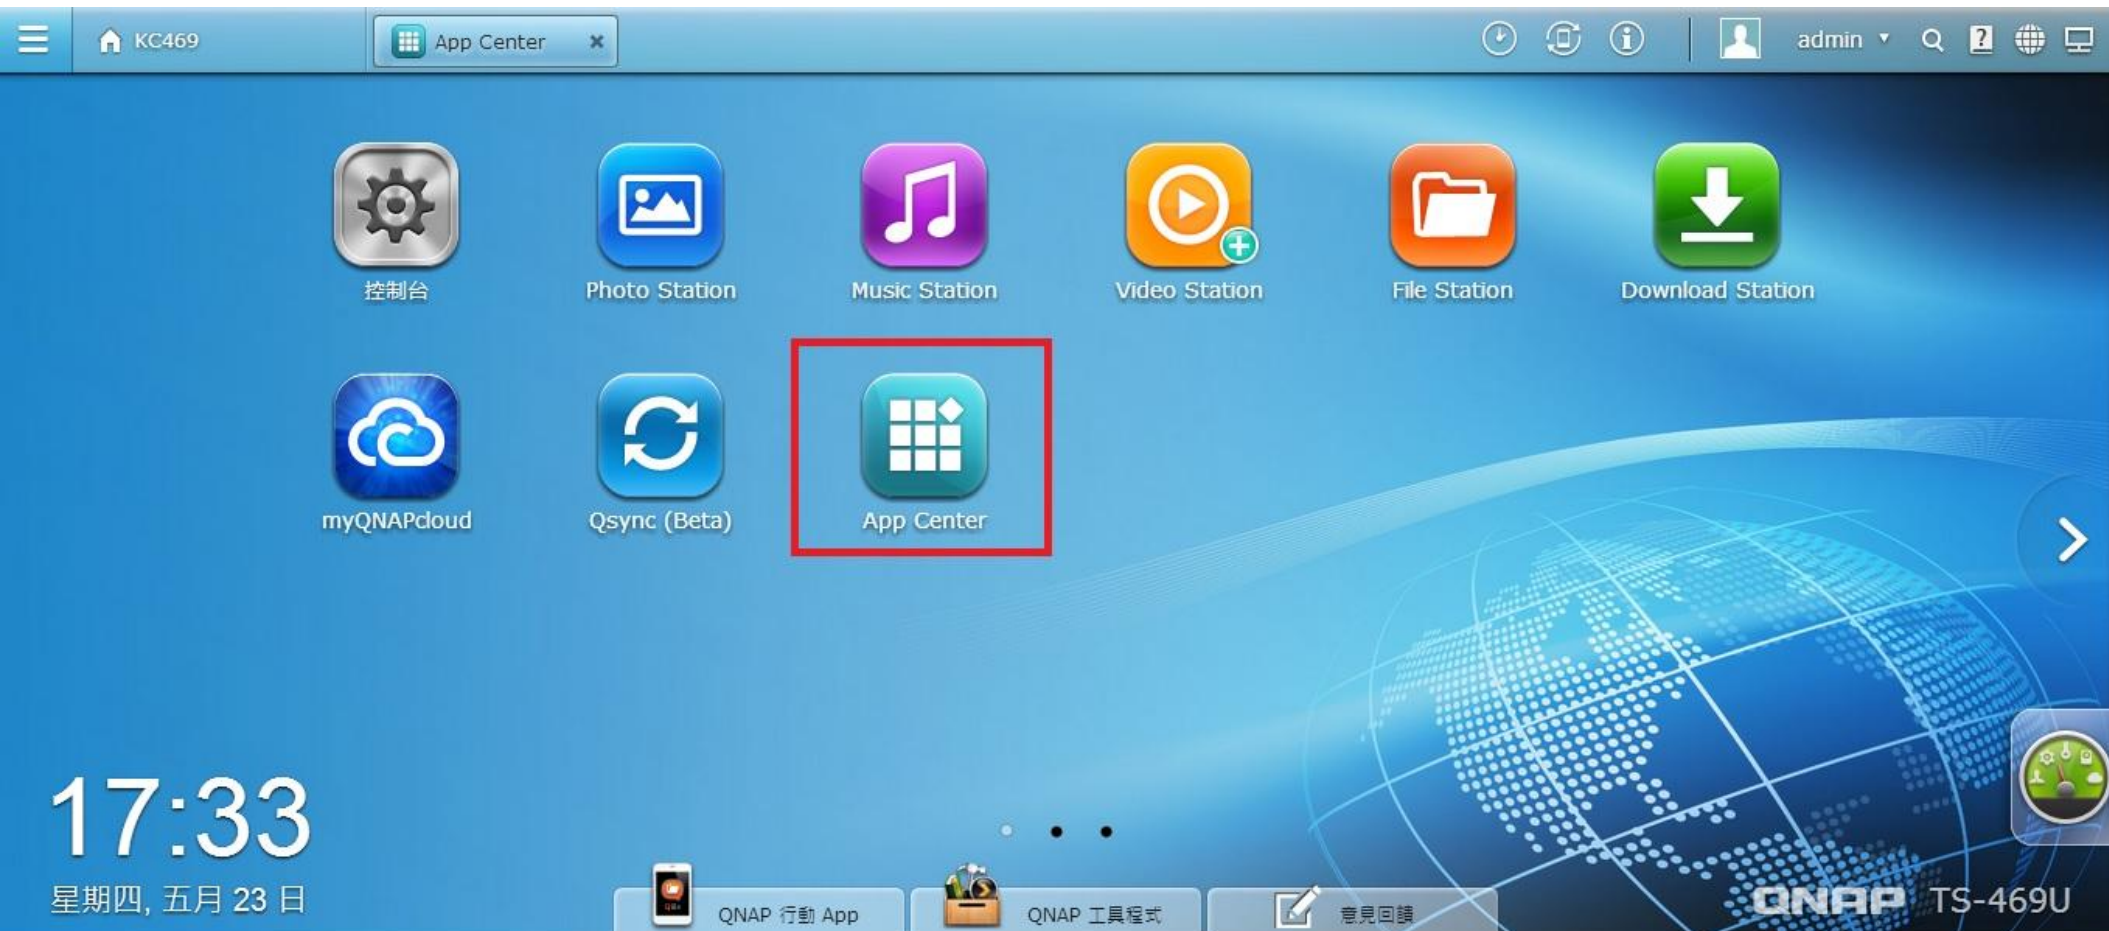 KC469
App Center
admin
控制台
Photo Station
Music Station
Video Station
File Station
Download Station
myQNAPcloud
Qsync (Beta)
App Center
17:33
星期四, 五月 23 日
QNAP 行動 App
QNAP 工具程式
意見回饋
QNAP TS-469U